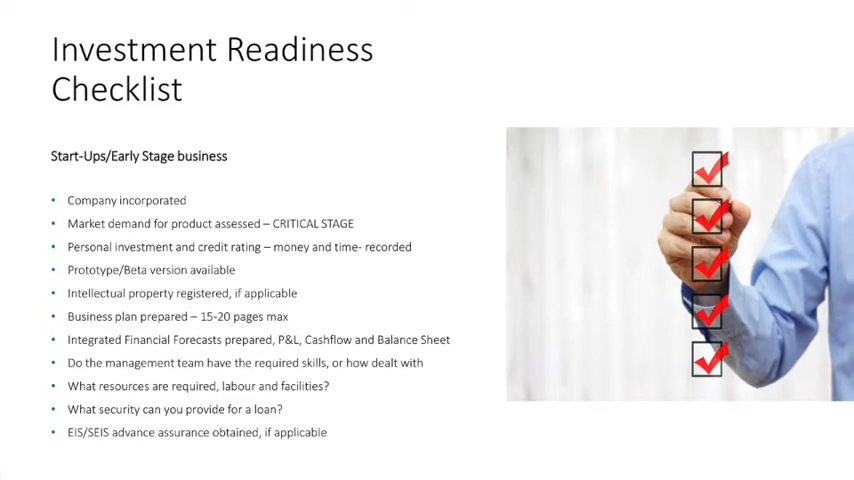 Investment Readiness
Checklist
Start-Ups/Early Stage business
• Company incorporated
• Market demand for product assessed – CRITICAL STAGE
• Personal investment and credit rating – money and time- recorded
• Prototype/Beta version available
• Intellectual property registered, if applicable
• Business plan prepared – 15-20 pages max
• Integrated Financial Forecasts prepared, P&L, Cashflow and Balance Sheet
• Do the management team have the required skills, or how dealt with
• What resources are required, labour and facilities?
• What security can you provide for a loan?
• EIS/SEIS advance assurance obtained, if applicable